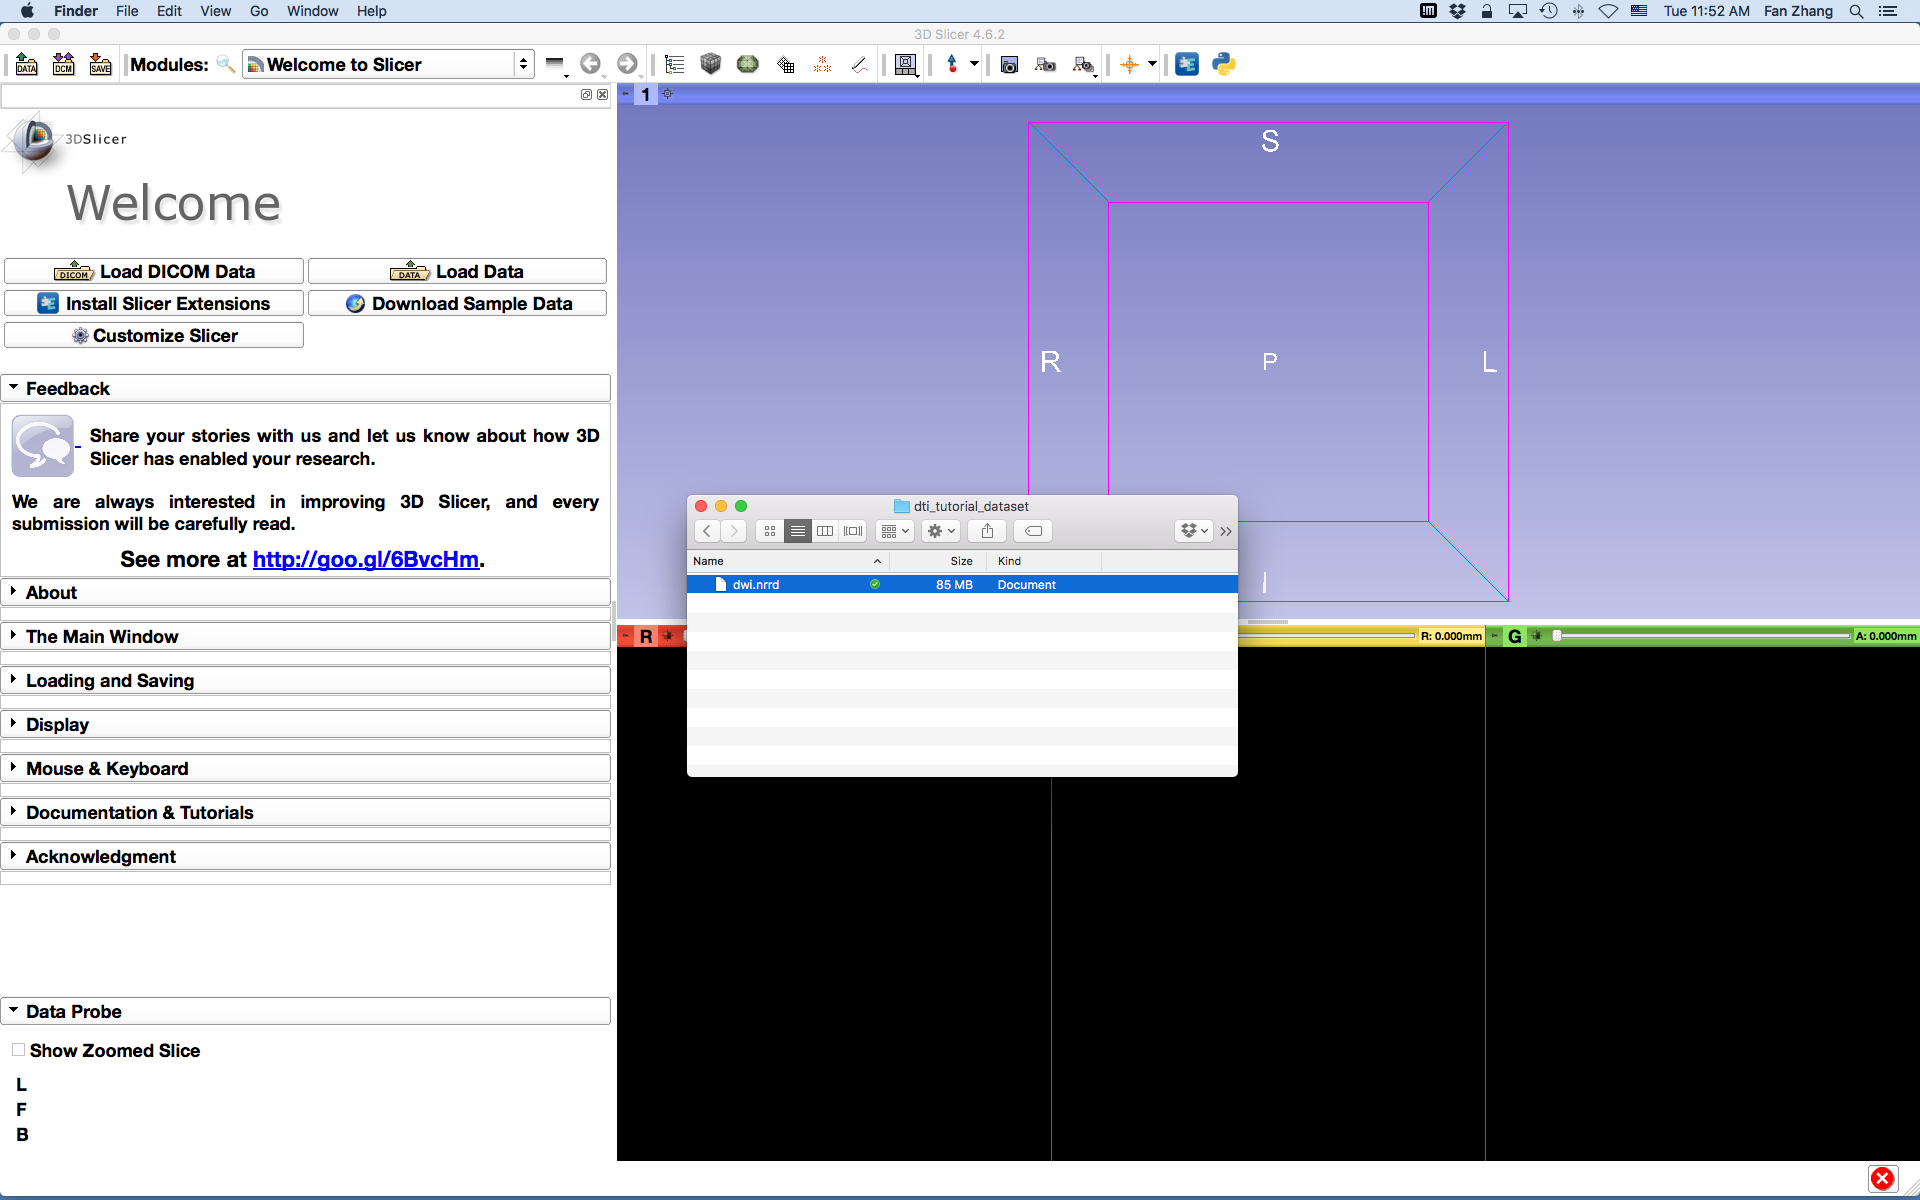 Finder File Edit View Go Window Help Tue 11:52 AM Fan Zhang
3D Slicer 4.6.2
DATA DCM SAVE Modules: Welcome to Slicer
1
3DSlicer
Welcome
DICOM Load DICOM Data
DATA Load Data
Install Slicer Extensions
Download Sample Data
Customize Slicer
Feedback
Share your stories with us and let us know about how 3D
Slicer has enabled your research.
We are always interested in improving 3D Slicer, and every
submission will be carefully read.
See more at http://goo.gl/6BvcHm.
About
The Main Window
Loading and Saving
Display
Mouse & Keyboard
Documentation & Tutorials
Acknowledgment
Data Probe
Show Zoomed Slice
L
F
B
S
R
P
L
I
dti_tutorial_dataset
Name Size Kind
dwi.nrrd 85 MB Document
R
R: 0.000mm
G
A: 0.000mm